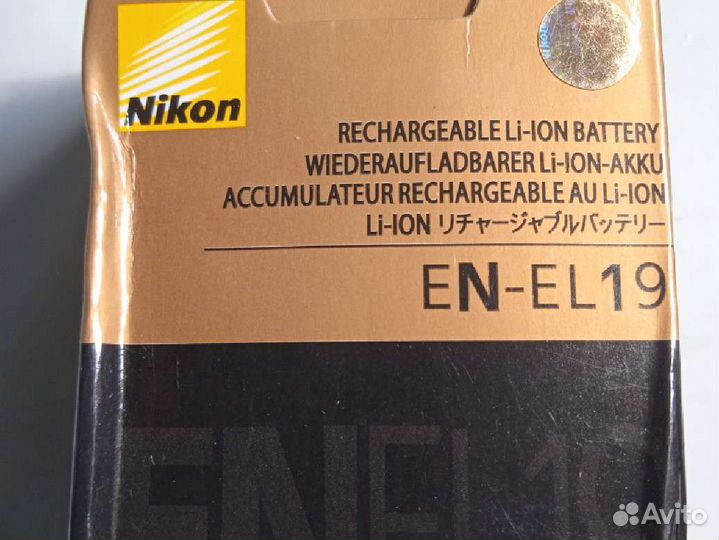 Nikon
RECHARGEABLE Li-ION BATTERY
WIEDERAUFLADBARER Li-ION-AKKU
ACCUMULATEUR RECHARGEABLE AU Li-ION
Li-ION リチャージャブルバッテリー
EN-EL19
ENEL19
Avito